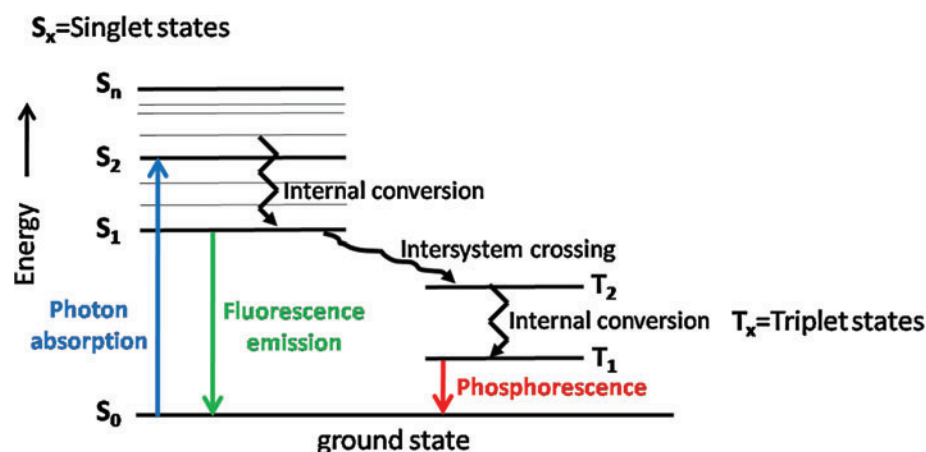 Sₓ=Singlet states
Sₙ
S₂
Internal conversion
S₁
Energy
Intersystem crossing
T₂
Photon
absorption
Fluorescence
emission
Internal conversion
Tₓ=Triplet states
T₁
Phosphorescence
S₀
ground state